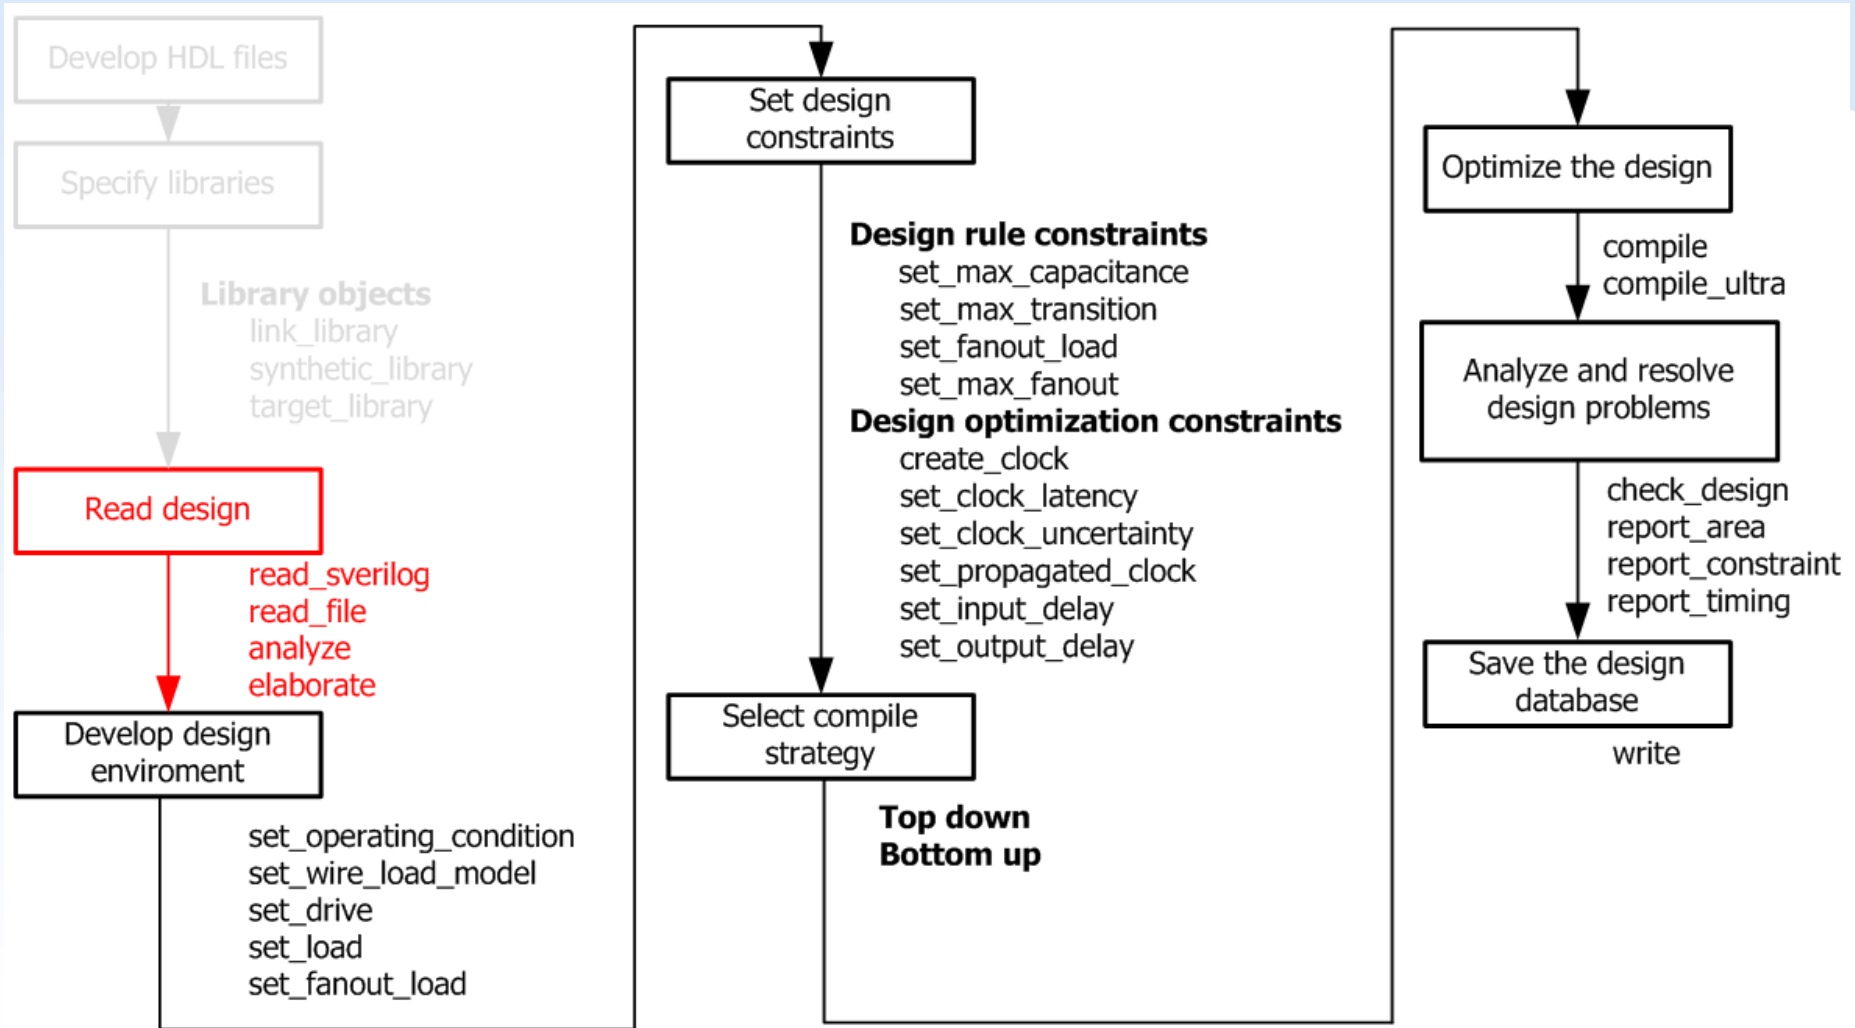 Develop HDL files
Specify libraries
Library objects
link_library
synthetic_library
target_library
Read design
read_sverilog
read_file
analyze
elaborate
Develop design
enviroment
set_operating_condition
set_wire_load_model
set_drive
set_load
set_fanout_load
Set design
constraints
Design rule constraints
set_max_capacitance
set_max_transition
set_fanout_load
set_max_fanout
Design optimization constraints
create_clock
set_clock_latency
set_clock_uncertainty
set_propagated_clock
set_input_delay
set_output_delay
Select compile
strategy
Top down
Bottom up
Optimize the design
compile
compile_ultra
Analyze and resolve
design problems
check_design
report_area
report_constraint
report_timing
Save the design
database
write